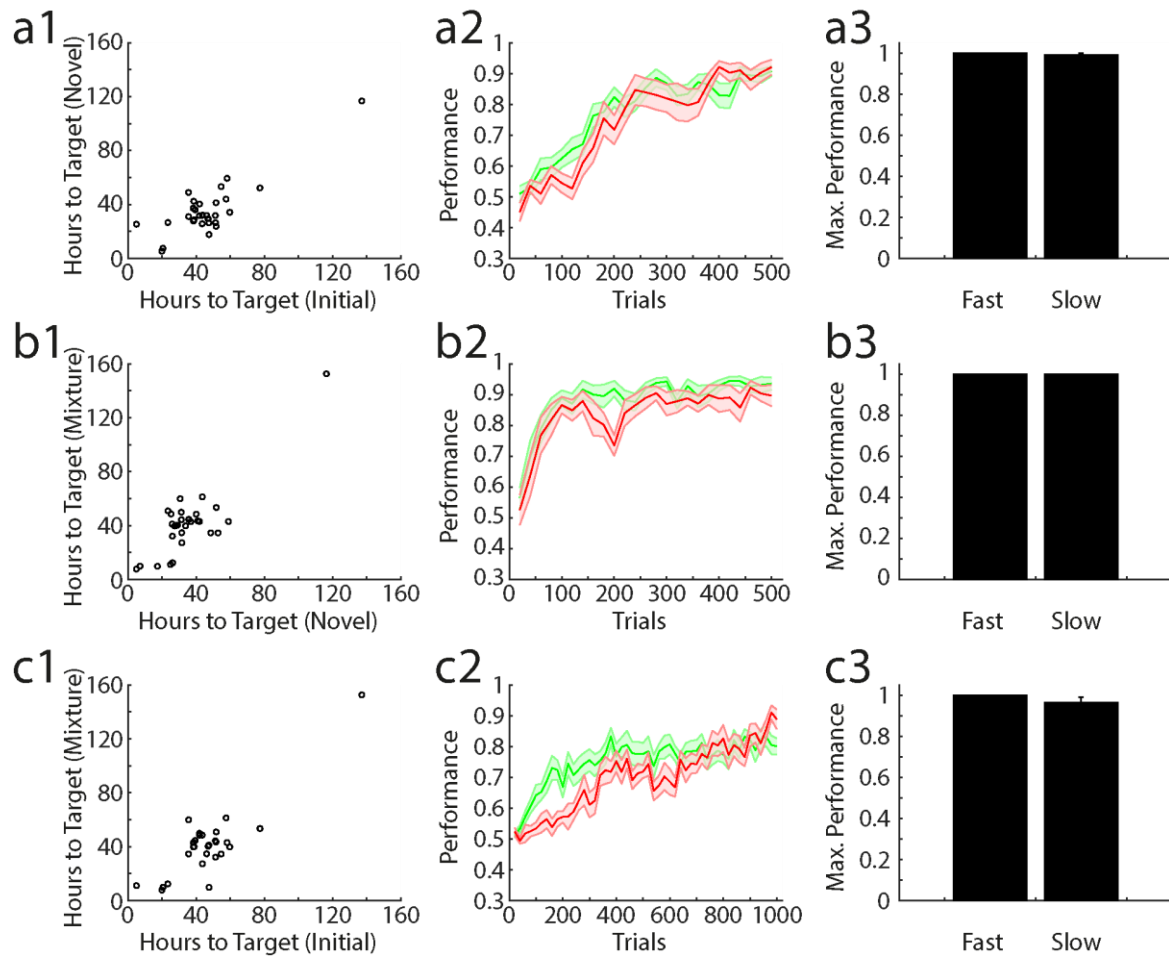 a1
Hours to Target (Novel)
160
120
80
40
0
0 40 80 120 160
Hours to Target (Initial)
a2
Performance
1
0.9
0.8
0.7
0.6
0.5
0.4
0.3
0 100 200 300 400 500
Trials
a3
Max. Performance
1
0.8
0.6
0.4
0.2
0
Fast Slow
b1
Hours to Target (Mixture)
160
120
80
40
0
0 40 80 120 160
Hours to Target (Novel)
b2
Performance
1
0.9
0.8
0.7
0.6
0.5
0.4
0.3
0 100 200 300 400 500
Trials
b3
Max. Performance
1
0.8
0.6
0.4
0.2
0
Fast Slow
c1
Hours to Target (Mixture)
160
120
80
40
0
0 40 80 120 160
Hours to Target (Initial)
c2
Performance
1
0.9
0.8
0.7
0.6
0.5
0.4
0.3
0 200 400 600 800 1000
Trials
c3
Max. Performance
1
0.8
0.6
0.4
0.2
0
Fast Slow